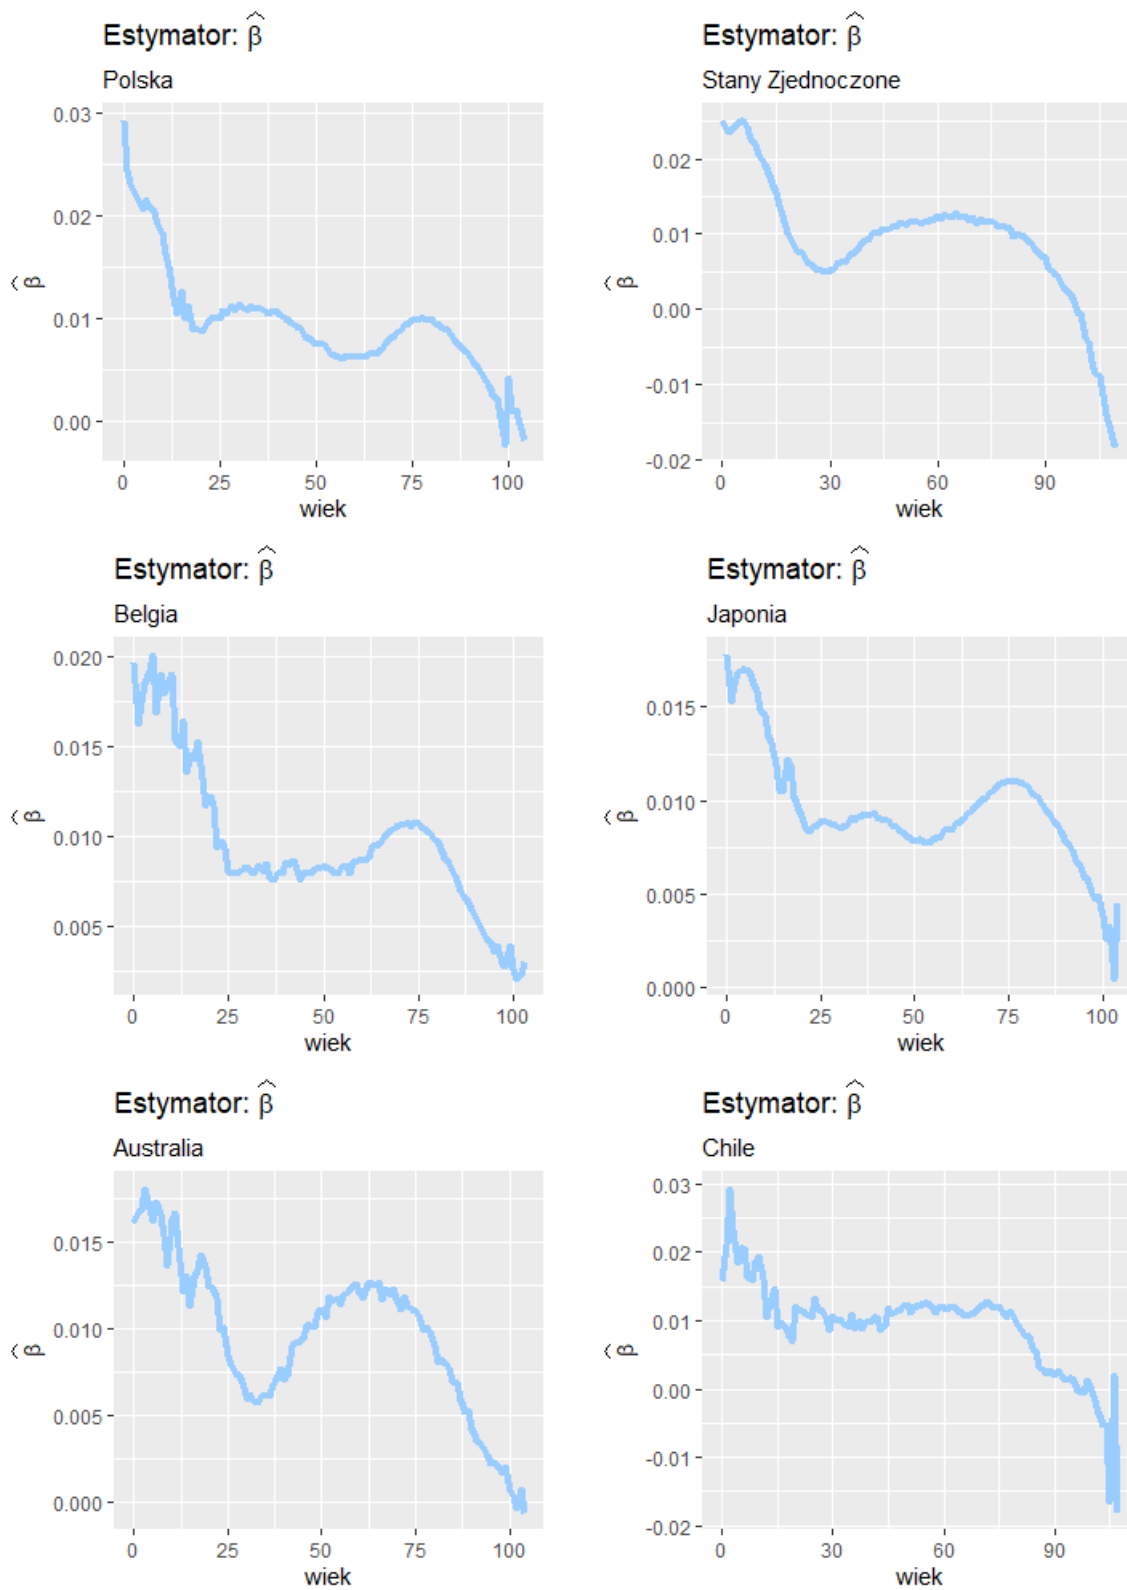 Estymator: β̂
Polska
0.03
0.02
0.01
0.00
β̂
0 25 50 75 100
wiek
Estymator: β̂
Stany Zjednoczone
0.02
0.01
0.00
-0.01
-0.02
β̂
0 30 60 90
wiek
Estymator: β̂
Belgia
0.020
0.015
0.010
0.005
β̂
0 25 50 75 100
wiek
Estymator: β̂
Japonia
0.015
0.010
0.005
0.000
β̂
0 25 50 75 100
wiek
Estymator: β̂
Australia
0.015
0.010
0.005
0.000
β̂
0 25 50 75 100
wiek
Estymator: β̂
Chile
0.03
0.02
0.01
0.00
-0.01
-0.02
β̂
0 30 60 90
wiek